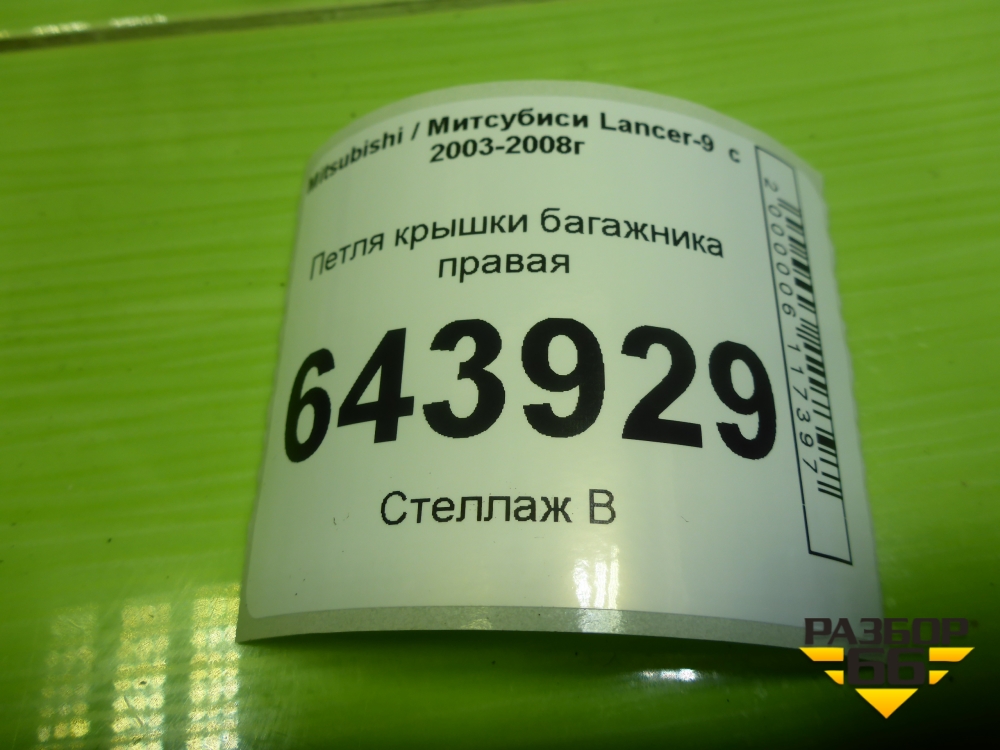 Mitsubishi / Митсубиси Lancer-9 с
2003-2008г
Петля крышки багажника
правая
643929
Стеллаж В
2000006117397
РАЗБОР
66